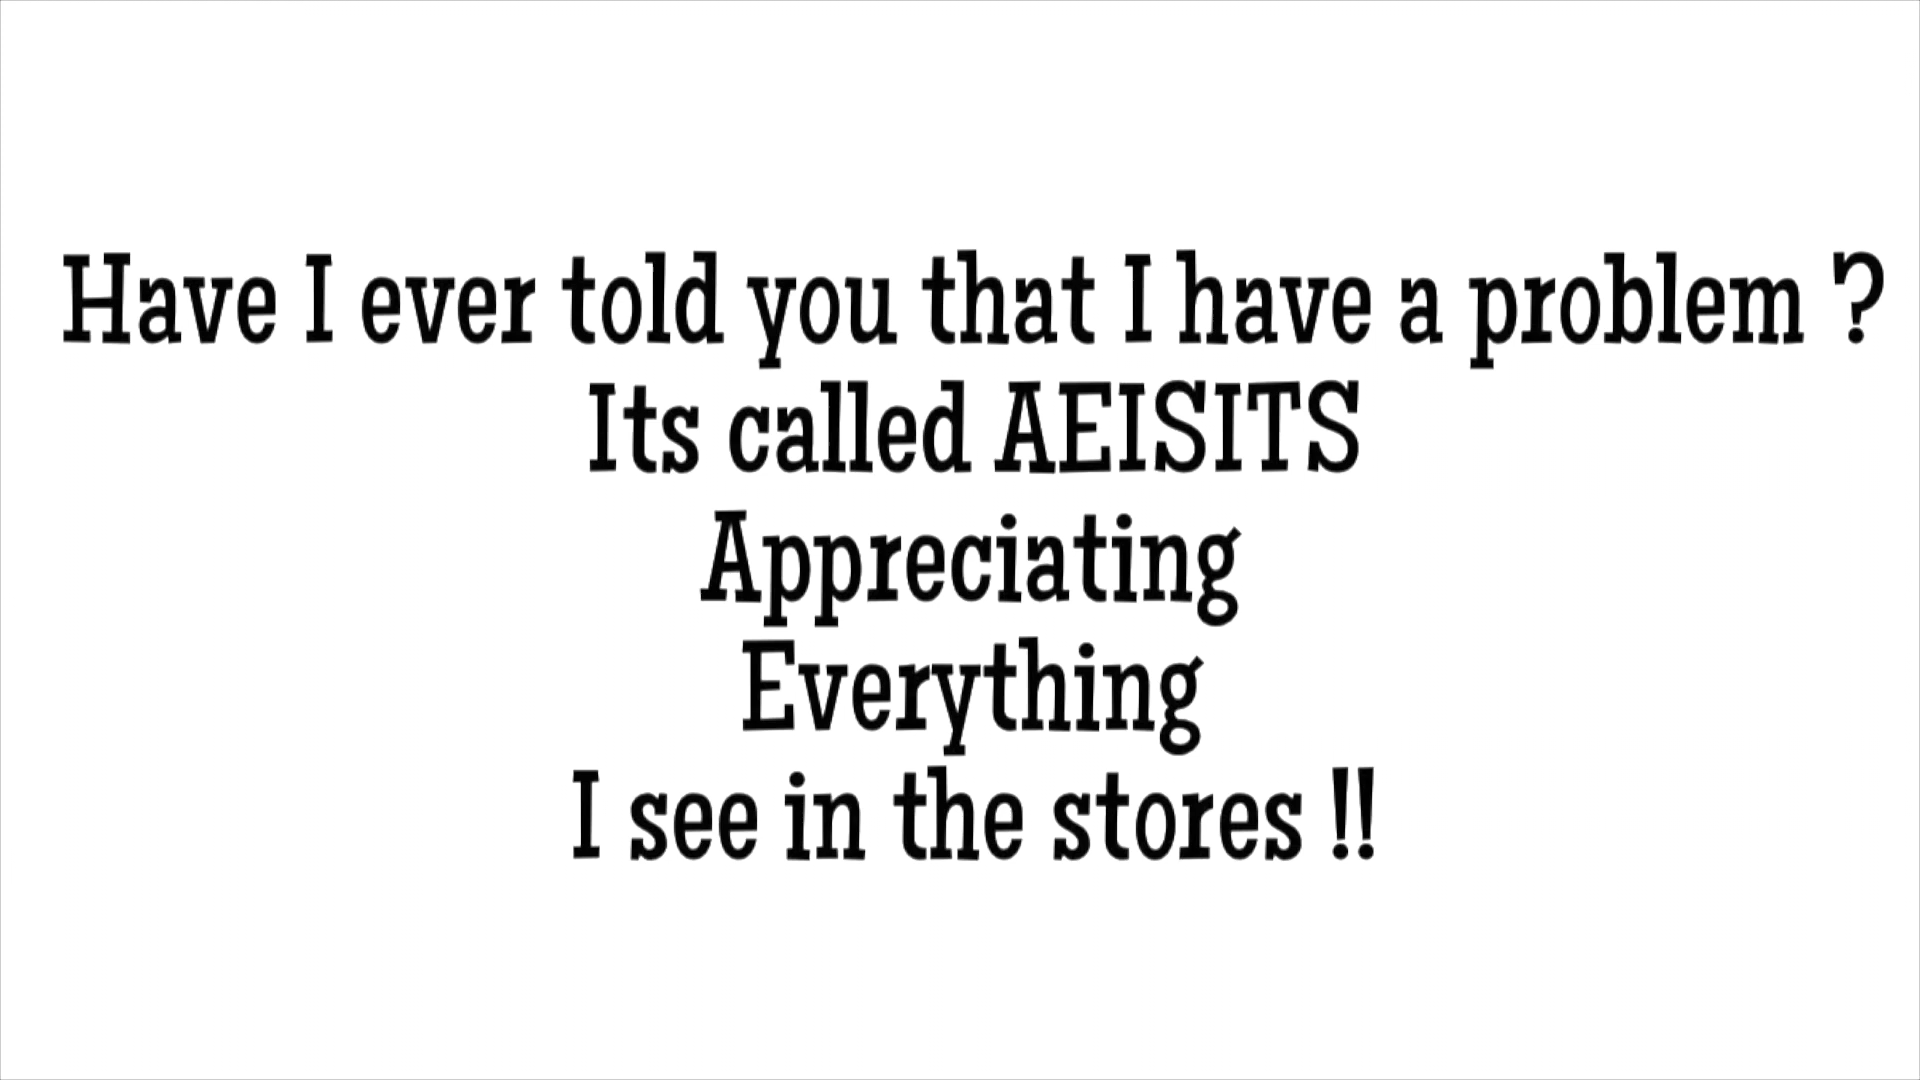 Have I ever told you that I have a problem ?
Its called AEISITS
Appreciating
Everything
I see in the stores !!